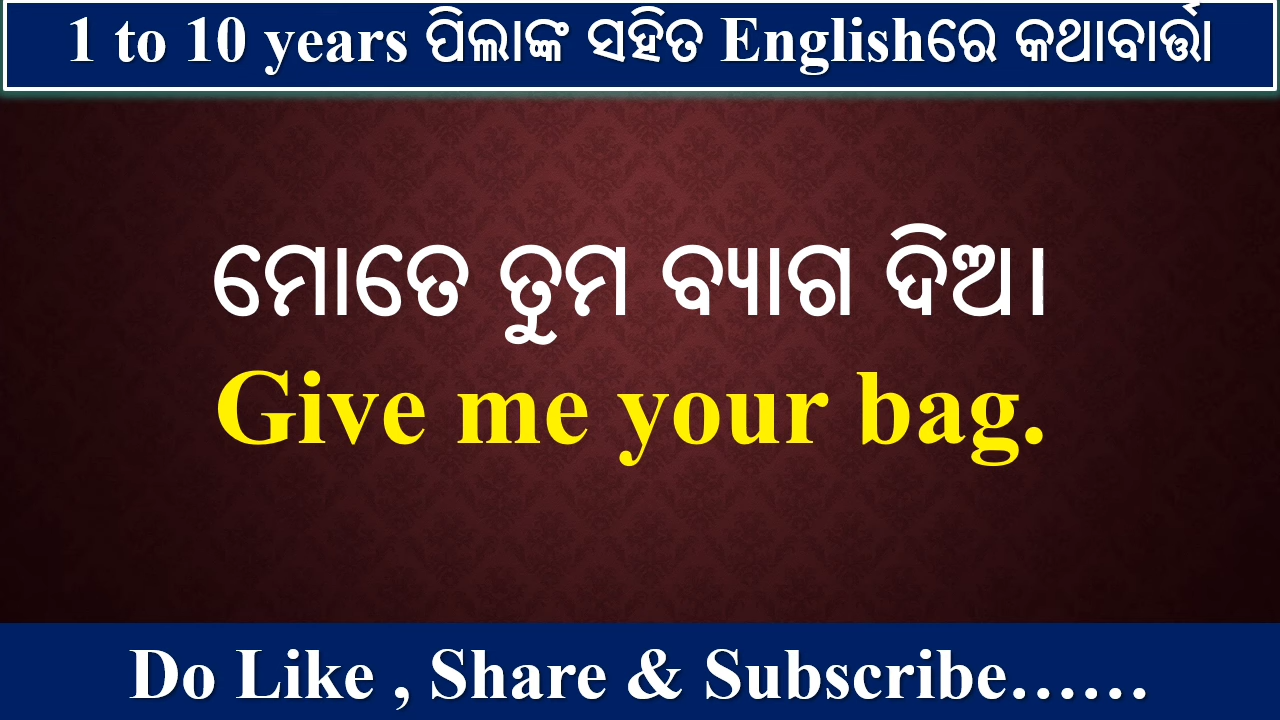 1 to 10 years ପିଲାଙ୍କ ସହିତ Englishରେ କଥାବାର୍ତ୍ତା
ମୋତେ ତୁମ ବ୍ୟାଗ ଦିଅ।
Give me your bag.
Do Like , Share & Subscribe……